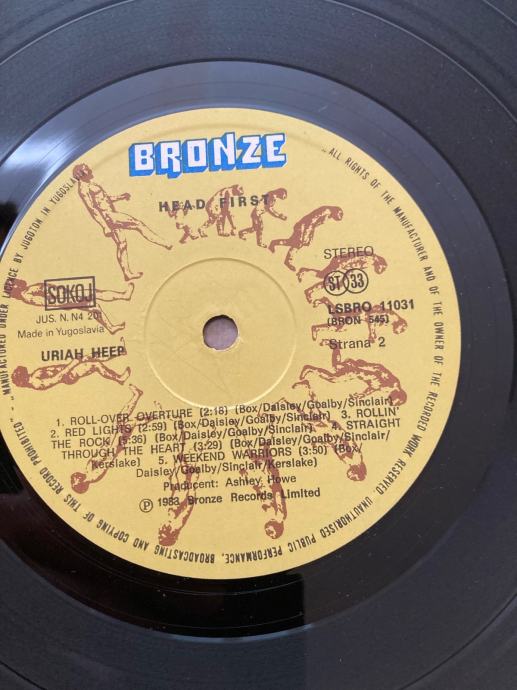 BRONZE
HEAD FIRST
STEREO
ST 33
SOKOJ
JUS. N. N4 201
Made in Yugoslavia
LSBRO 11031
(BRON 545)
URIAH HEEP
Strana 2
1. ROLL-OVER OVERTURE (2:18) (Box/Daisley/Goalby/Sinclair)
2. RED LIGHTS (2:59) (Box/Daisley/Goalby/Sinclair) 3. ROLLIN'
THE ROCK (5:36) (Box/Daisley/Goalby/Sinclair) 4. STRAIGHT
THROUGH THE HEART (3:29) (Box/Daisley/Goalby/Sinclair/
Kerslake) 5. WEEKEND WARRIORS (3:50) (Box/
Daisley/Goalby/Sinclair/Kerslake)
Producer: Ashley Howe
Ⓟ 1983 Bronze Records Limited
MANUFACTURED UNDER LICENCE BY JUGOTON IN YUGOSLAVIA
ALL RIGHTS OF THE MANUFACTURER AND OF THE OWNER OF THE RECORDED WORK RESERVED. UNAUTHORISED PUBLIC PERFORMANCE, BROADCASTING AND COPYING OF THIS RECORD PROHIBITED